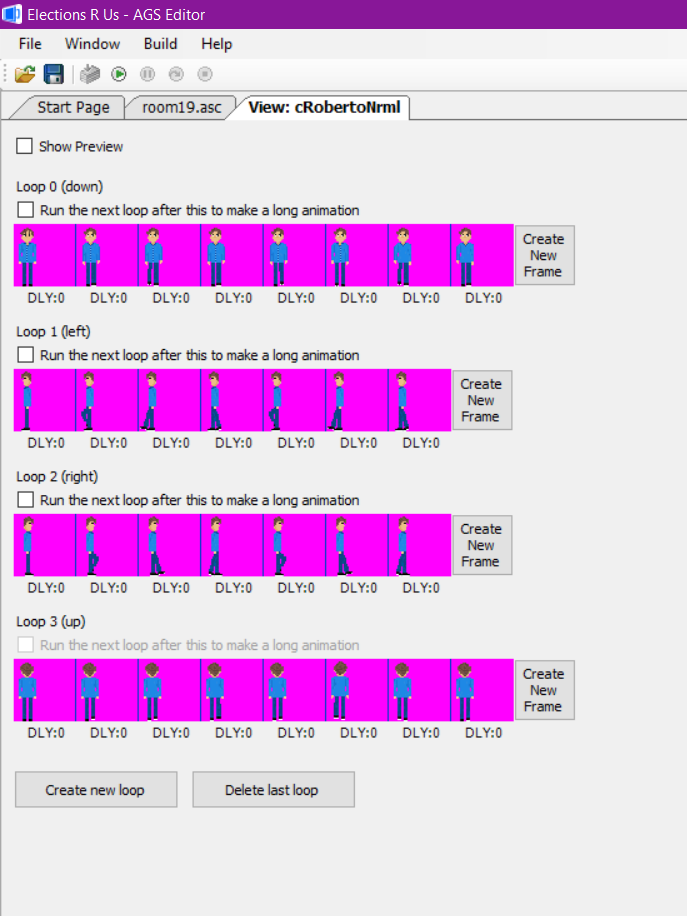 Elections R Us - AGS Editor
File Window Build Help
Start Page room19.asc View: cRobertoNrml
Show Preview
Loop 0 (down)
Run the next loop after this to make a long animation
Create
New
Frame
DLY:0 DLY:0 DLY:0 DLY:0 DLY:0 DLY:0 DLY:0 DLY:0
Loop 1 (left)
Run the next loop after this to make a long animation
Create
New
Frame
DLY:0 DLY:0 DLY:0 DLY:0 DLY:0 DLY:0 DLY:0
Loop 2 (right)
Run the next loop after this to make a long animation
Create
New
Frame
DLY:0 DLY:0 DLY:0 DLY:0 DLY:0 DLY:0 DLY:0
Loop 3 (up)
Run the next loop after this to make a long animation
Create
New
Frame
DLY:0 DLY:0 DLY:0 DLY:0 DLY:0 DLY:0 DLY:0 DLY:0
Create new loop Delete last loop